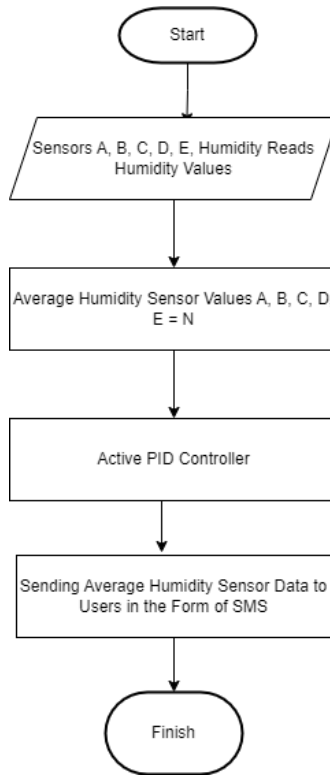 Start
Sensors A, B, C, D, E, Humidity Reads
Humidity Values
Average Humidity Sensor Values A, B, C, D
E = N
Active PID Controller
Sending Average Humidity Sensor Data to
Users in the Form of SMS
Finish